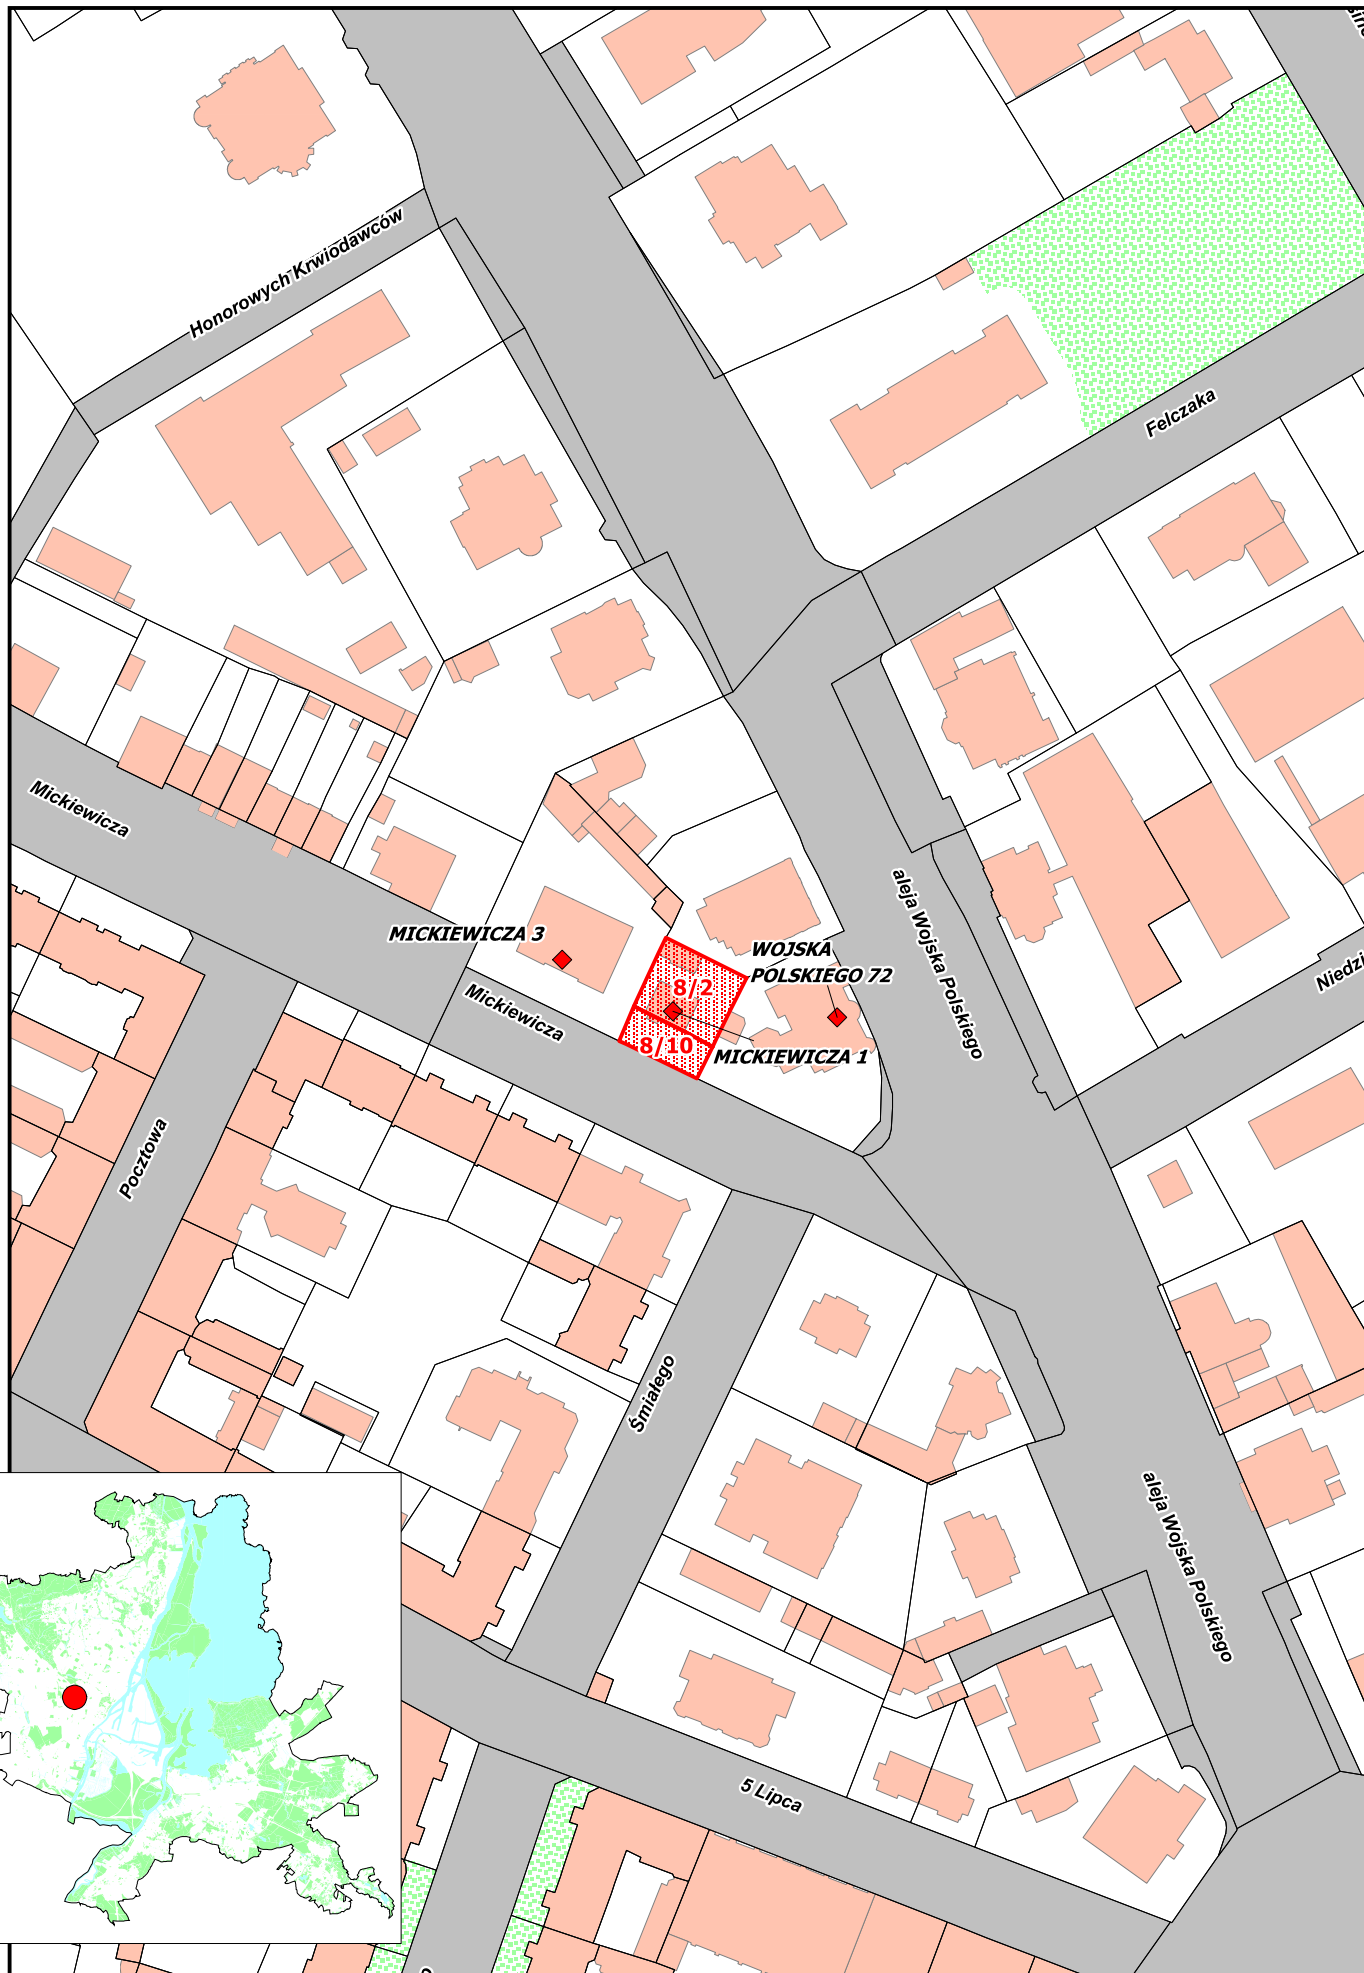 Honorowych Krwiodawców
Felczaka
Mickiewicza
aleja Wojska Polskiego
MICKIEWICZA 3
WOJSKA
POLSKIEGO 72
8/2
Mickiewicza
8/10
MICKIEWICZA 1
Pocztowa
Śmiałego
aleja Wojska Polskiego
5 Lipca